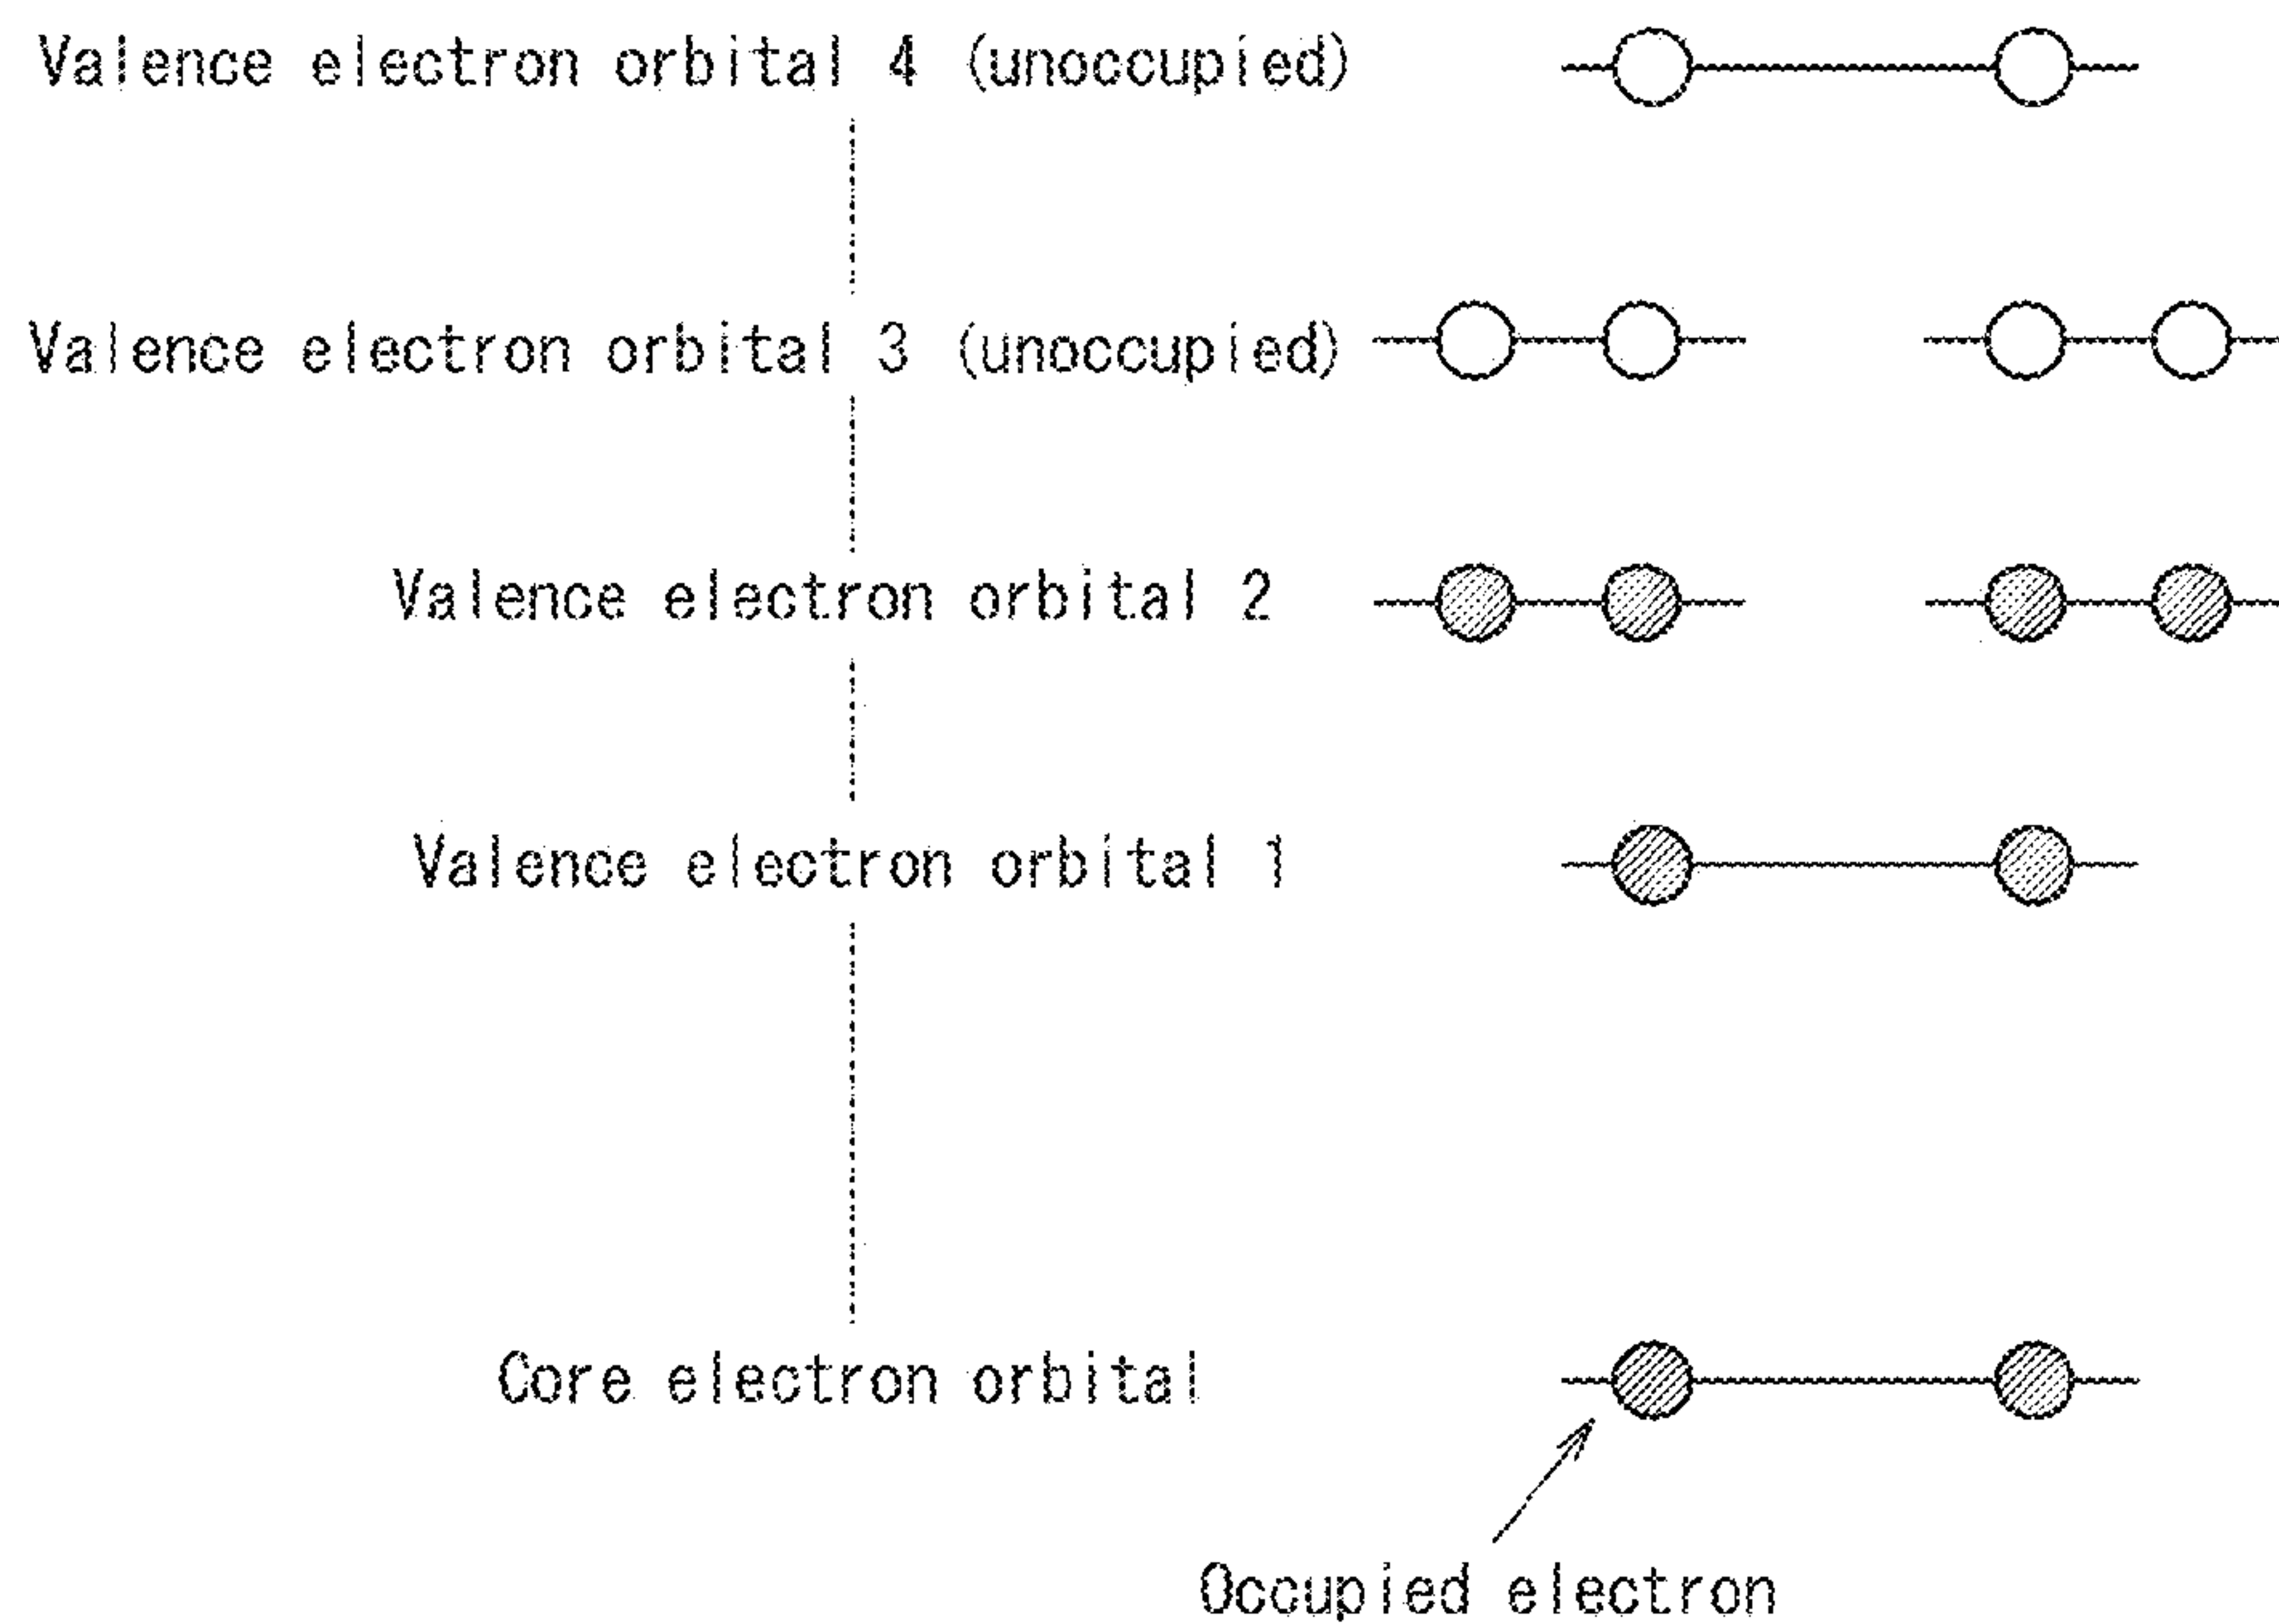 Valence electron orbital 4 (unoccupied)
Valence electron orbital 3 (unoccupied)
Valence electron orbital 2
Valence electron orbital 1
Core electron orbital
Occupied electron